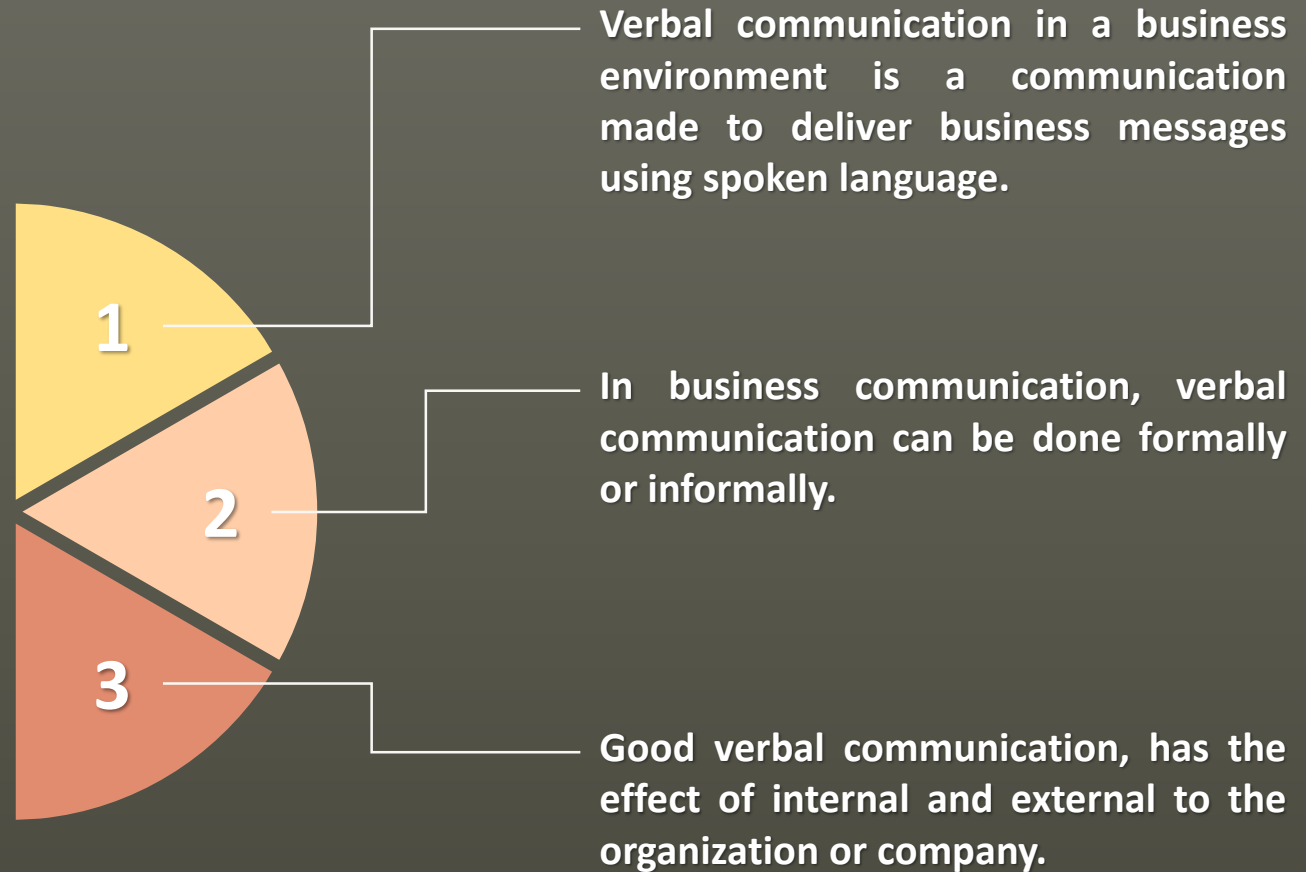 1
Verbal communication in a business
environment is a communication
made to deliver business messages
using spoken language.
2
In business communication, verbal
communication can be done formally
or informally.
3
Good verbal communication, has the
effect of internal and external to the
organization or company.